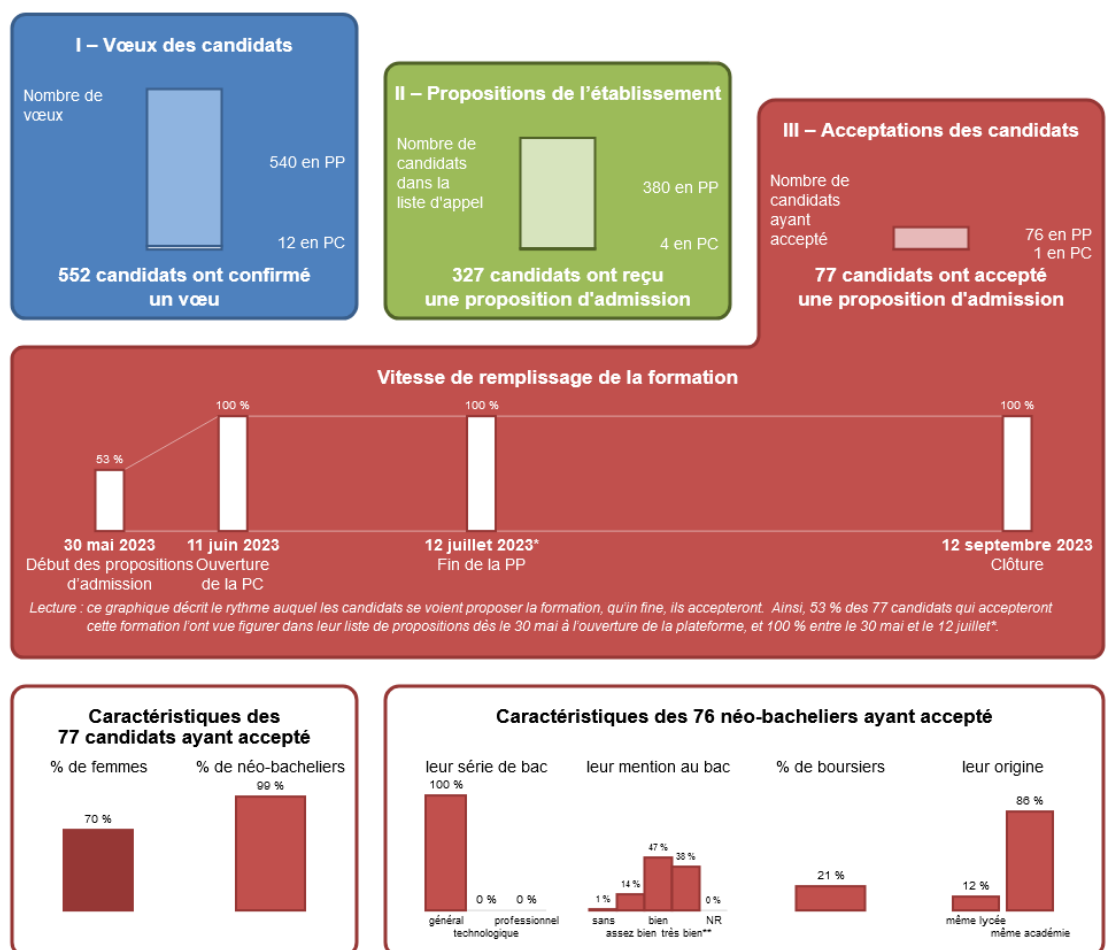 I – Vœux des candidats
Nombre de
vœux
540 en PP
12 en PC
552 candidats ont confirmé
un vœu
II – Propositions de l'établissement
Nombre de
candidats
dans la
liste d'appel
380 en PP
4 en PC
327 candidats ont reçu
une proposition d'admission
III – Acceptations des candidats
Nombre de
candidats
ayant
accepté
76 en PP
1 en PC
77 candidats ont accepté
une proposition d'admission
Vitesse de remplissage de la formation
53 %
100 %
100 %
100 %
30 mai 2023
Début des propositions
d'admission
11 juin 2023
Ouverture
de la PC
12 juillet 2023*
Fin de la PP
12 septembre 2023
Clôture
Lecture : ce graphique décrit le rythme auquel les candidats se voient proposer la formation, qu'in fine, ils accepteront. Ainsi, 53 % des 77 candidats qui accepteront
cette formation l'ont vue figurer dans leur liste de propositions dès le 30 mai à l'ouverture de la plateforme, et 100 % entre le 30 mai et le 12 juillet*.
Caractéristiques des
77 candidats ayant accepté
% de femmes
70 %
% de néo-bacheliers
99 %
Caractéristiques des 76 néo-bacheliers ayant accepté
leur série de bac
100 %
0 %
0 %
général
professionnel
technologique
leur mention au bac
1 %
14 %
47 %
38 %
0 %
sans
bien
NR
assez bien
très bien**
% de boursiers
21 %
leur origine
12 %
86 %
même lycée
même académie